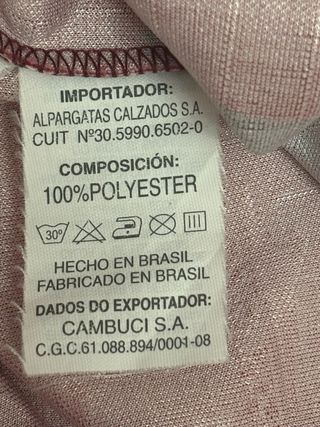 IMPORTADOR:
ALPARGATAS CALZADOS S.A.
CUIT Nº30.5990.6502-0
COMPOSICIÓN:
100%POLYESTER
30º
HECHO EN BRASIL
FABRICADO EN BRASIL
DADOS DO EXPORTADOR:
CAMBUCI S.A.
C.G.C.61.088.894/0001-08